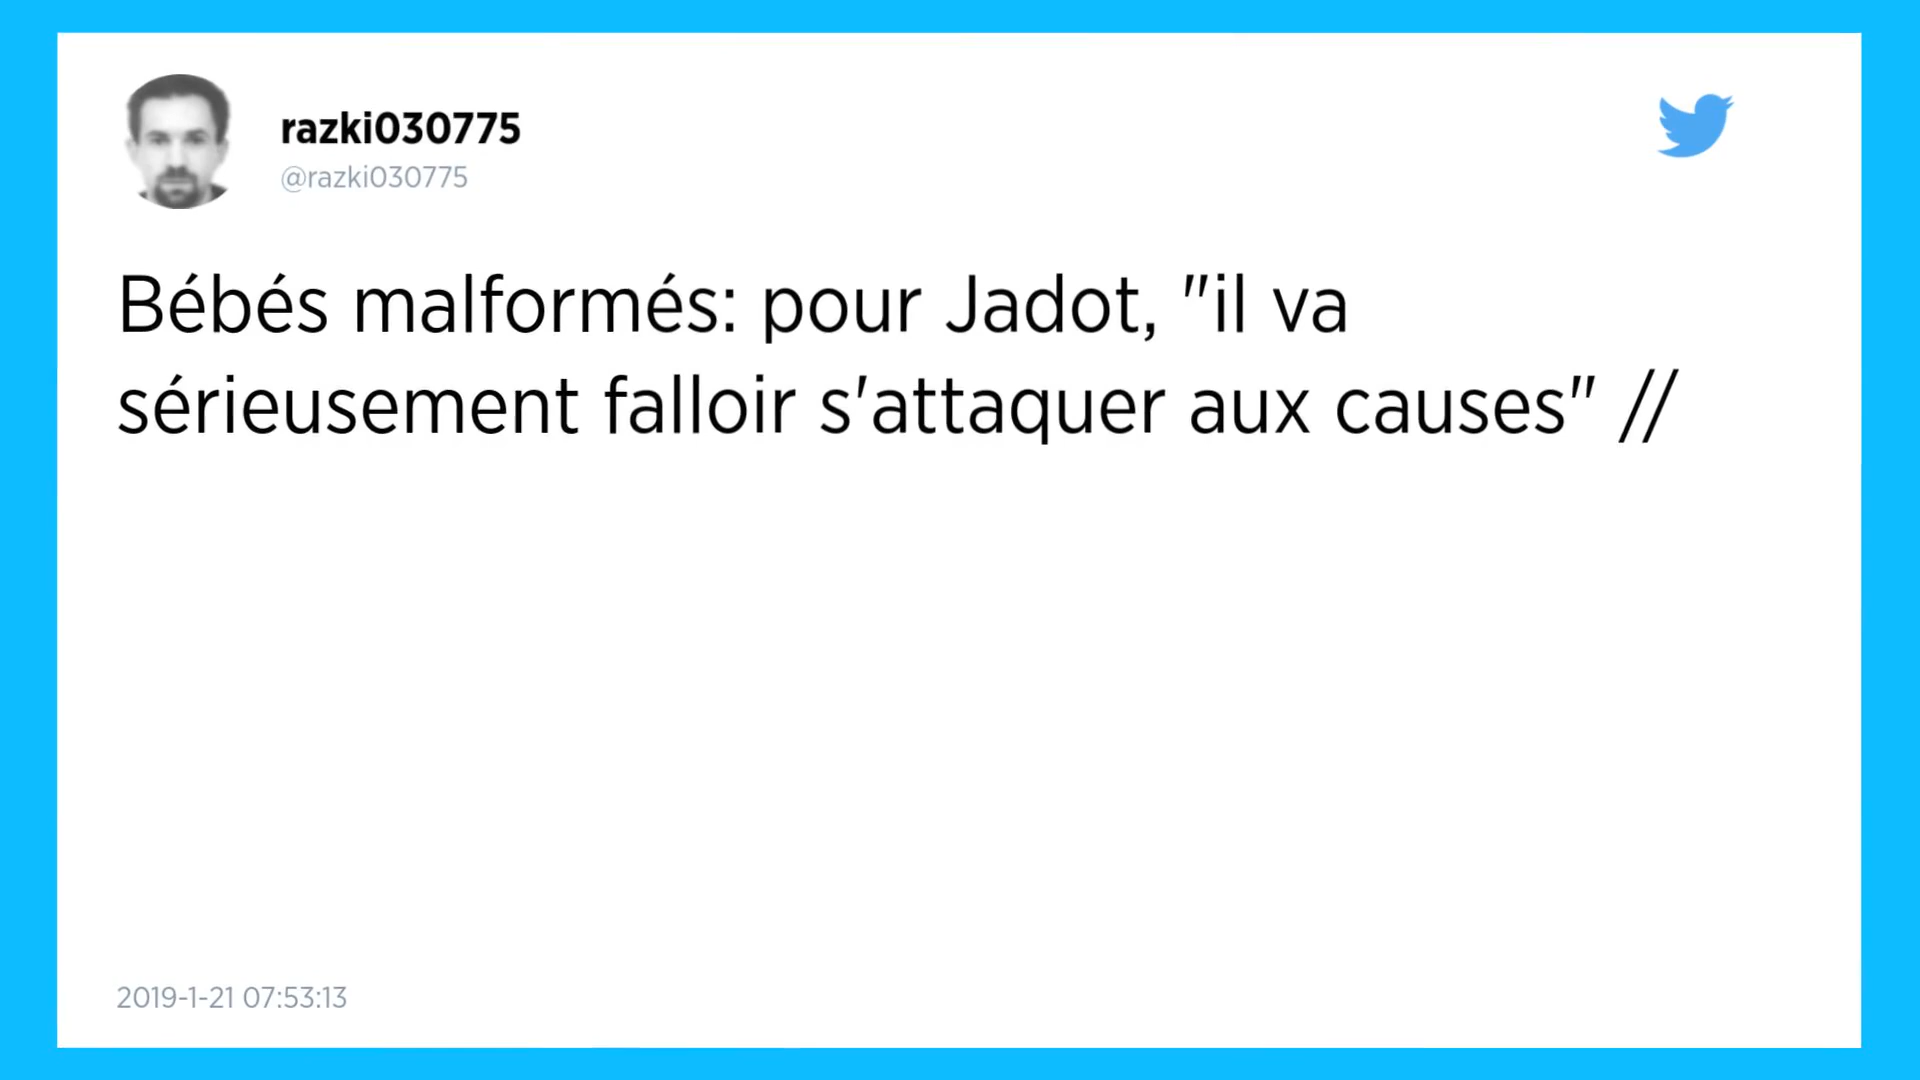 razki030775
@razki030775
Bébés malformés: pour Jadot, "il va
sérieusement falloir s'attaquer aux causes" //
2019-1-21 07:53:13